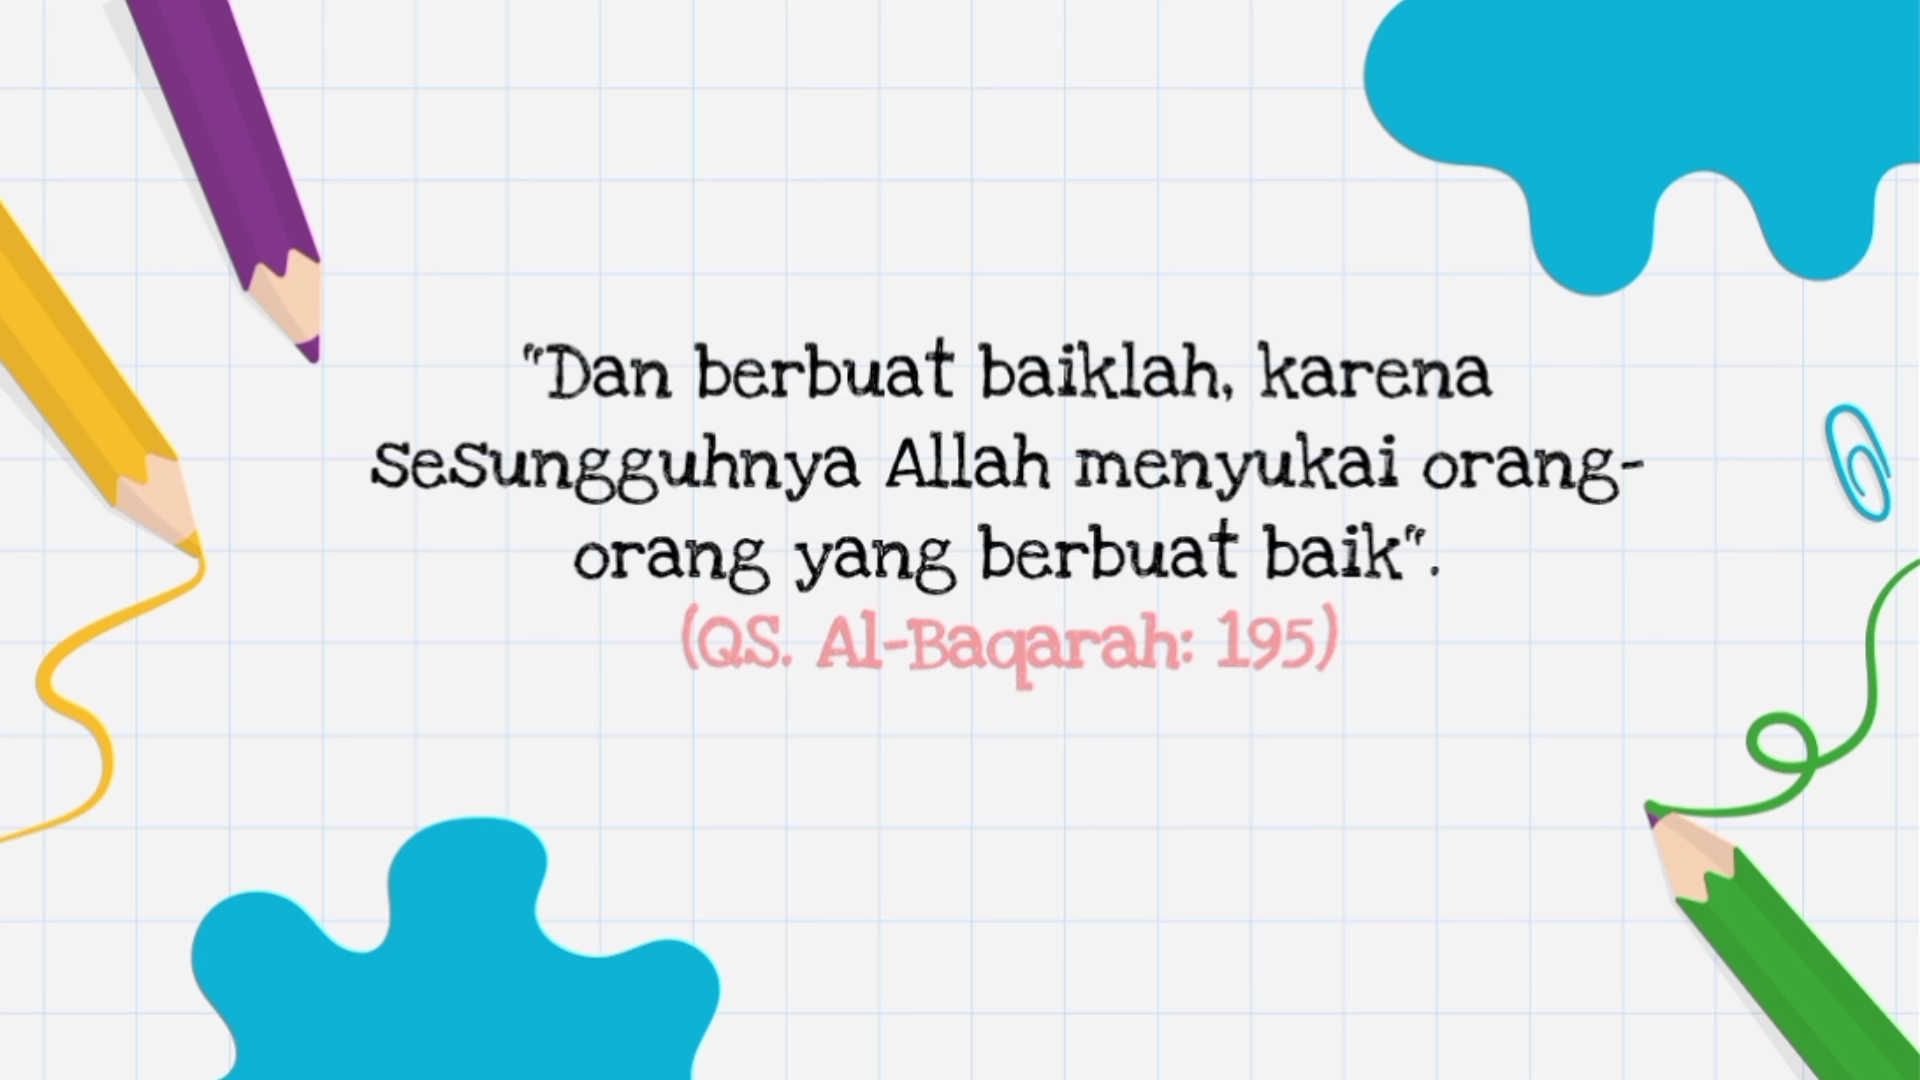 "Dan berbuat baiklah, karena
sesungguhnya Allah menyukai orang-
orang yang berbuat baik".
(QS. Al-Baqarah: 195)